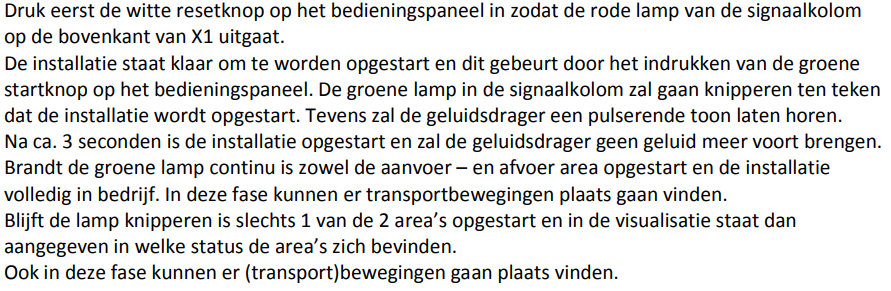 Druk eerst de witte resetknop op het bedieningspaneel in zodat de rode lamp van de signaalkolom
op de bovenkant van X1 uitgaat.
De installatie staat klaar om te worden opgestart en dit gebeurt door het indrukken van de groene
startknop op het bedieningspaneel. De groene lamp in de signaalkolom zal gaan knipperen ten teken
dat de installatie wordt opgestart. Tevens zal de geluidsdrager een pulserende toon laten horen.
Na ca. 3 seconden is de installatie opgestart en zal de geluidsdrager geen geluid meer voort brengen.
Brandt de groene lamp continu is zowel de aanvoer – en afvoer area opgestart en de installatie
volledig in bedrijf. In deze fase kunnen er transportbewegingen plaats gaan vinden.
Blijft de lamp knipperen is slechts 1 van de 2 area’s opgestart en in de visualisatie staat dan
aangegeven in welke status de area’s zich bevinden.
Ook in deze fase kunnen er (transport)bewegingen gaan plaats vinden.